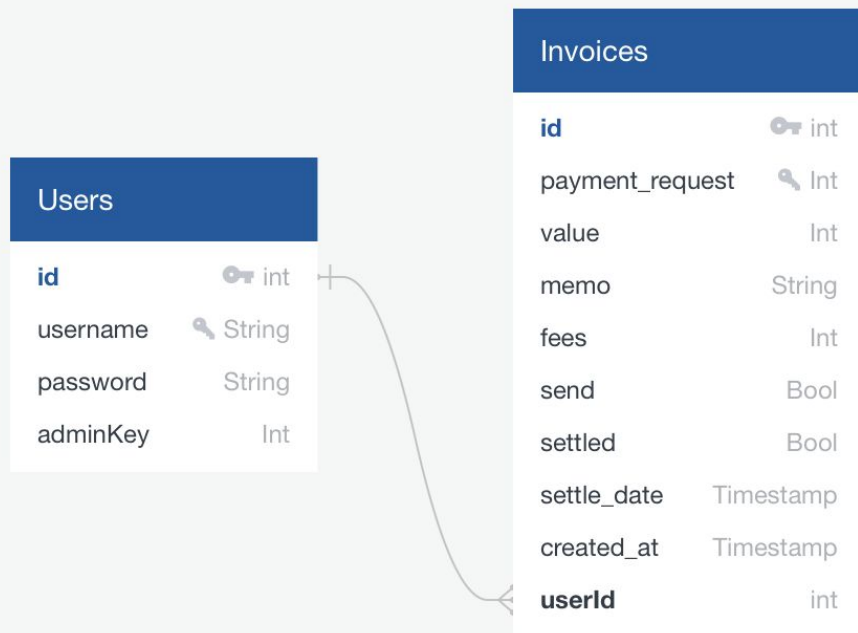 Users
id int
username String
password String
adminKey Int
Invoices
id int
payment_request Int
value Int
memo String
fees Int
send Bool
settled Bool
settle_date Timestamp
created_at Timestamp
userId int